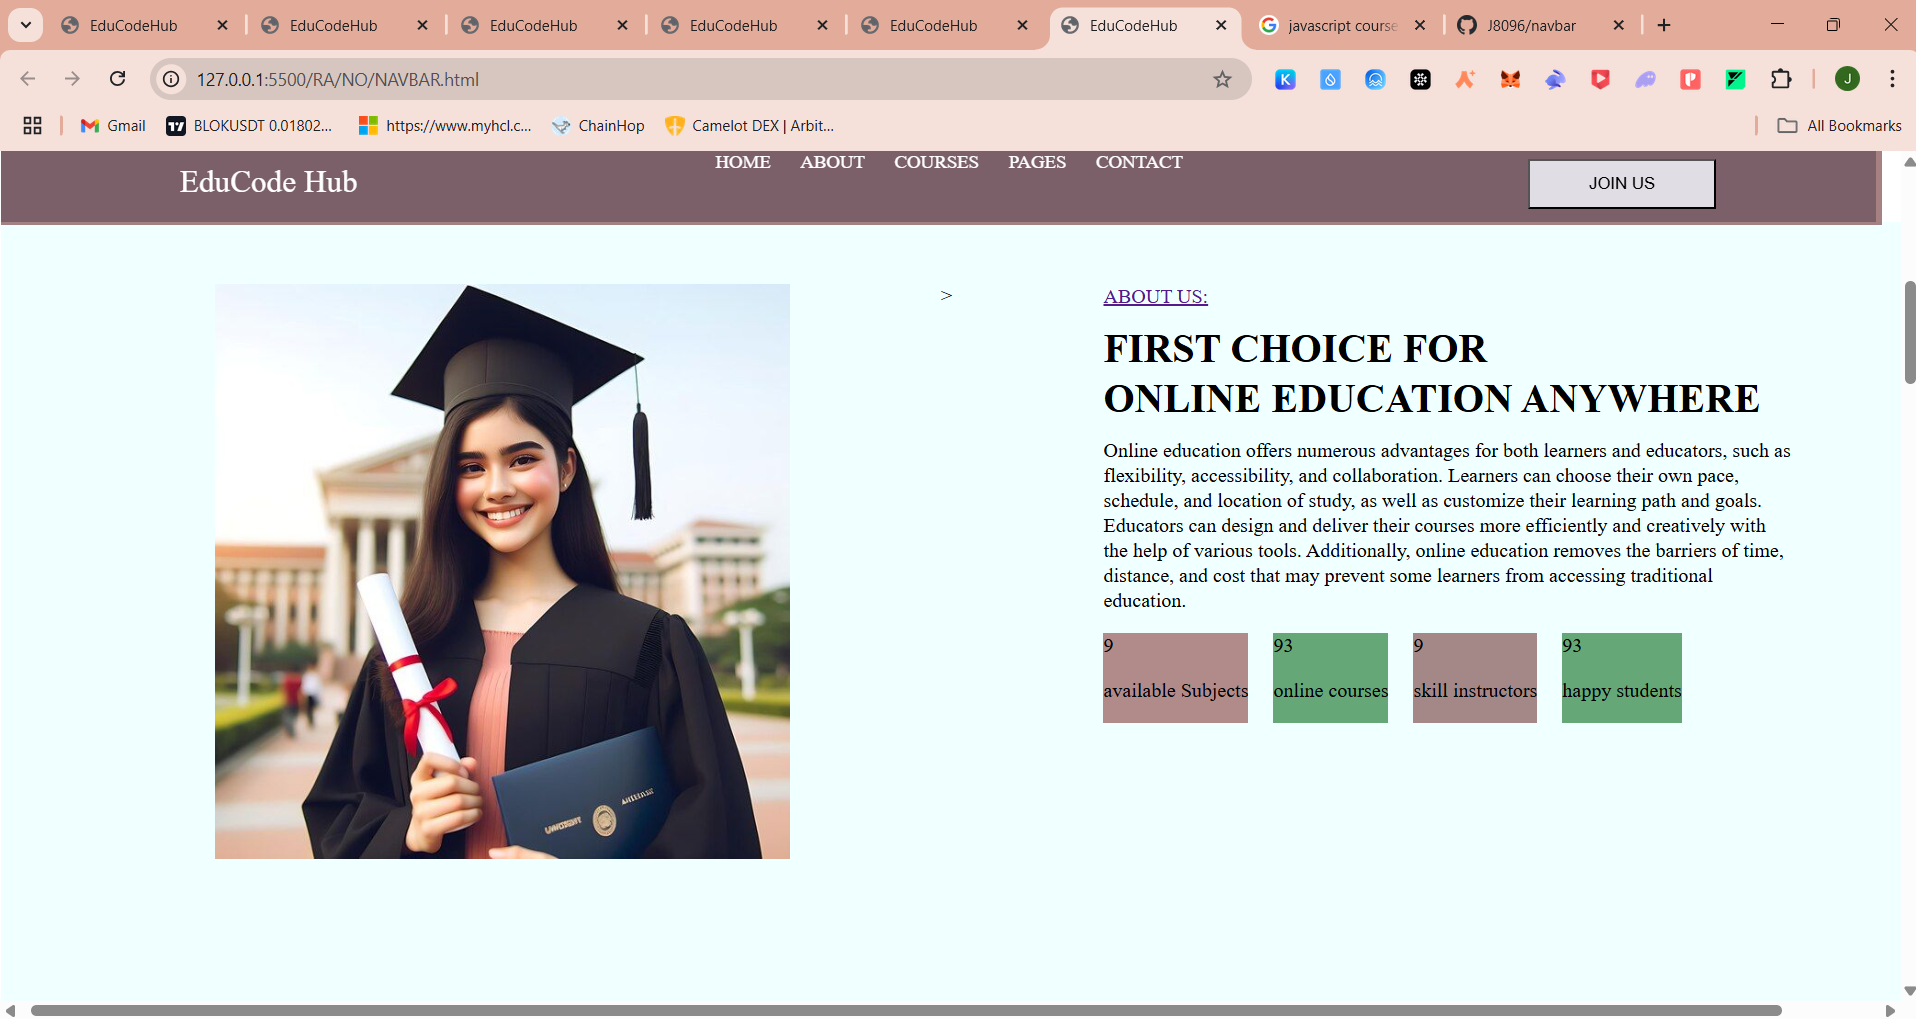 EduCodeHub
EduCodeHub
EduCodeHub
EduCodeHub
EduCodeHub
EduCodeHub
javascript course
J8096/navbar
127.0.0.1:5500/RA/NO/NAVBAR.html
J
Gmail
BLOKUSDT 0.01802...
https://www.myhcl.c...
ChainHop
Camelot DEX | Arbit...
All Bookmarks
EduCode Hub
HOME ABOUT COURSES PAGES CONTACT
JOIN US
>
ABOUT US:
FIRST CHOICE FOR
ONLINE EDUCATION ANYWHERE
Online education offers numerous advantages for both learners and educators, such as
flexibility, accessibility, and collaboration. Learners can choose their own pace,
schedule, and location of study, as well as customize their learning path and goals.
Educators can design and deliver their courses more efficiently and creatively with
the help of various tools. Additionally, online education removes the barriers of time,
distance, and cost that may prevent some learners from accessing traditional
education.
9
available Subjects
93
online courses
9
skill instructors
93
happy students